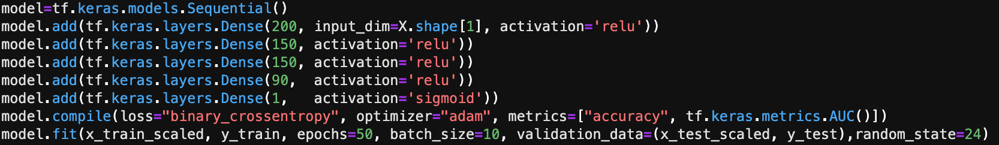 model=tf.keras.models.Sequential()
model.add(tf.keras.layers.Dense(200, input_dim=X.shape[1], activation='relu'))
model.add(tf.keras.layers.Dense(150, activation='relu'))
model.add(tf.keras.layers.Dense(150, activation='relu'))
model.add(tf.keras.layers.Dense(90,  activation='relu'))
model.add(tf.keras.layers.Dense(1,   activation='sigmoid'))
model.compile(loss="binary_crossentropy", optimizer="adam", metrics=["accuracy", tf.keras.metrics.AUC()])
model.fit(x_train_scaled, y_train, epochs=50, batch_size=10, validation_data=(x_test_scaled, y_test),random_state=24)